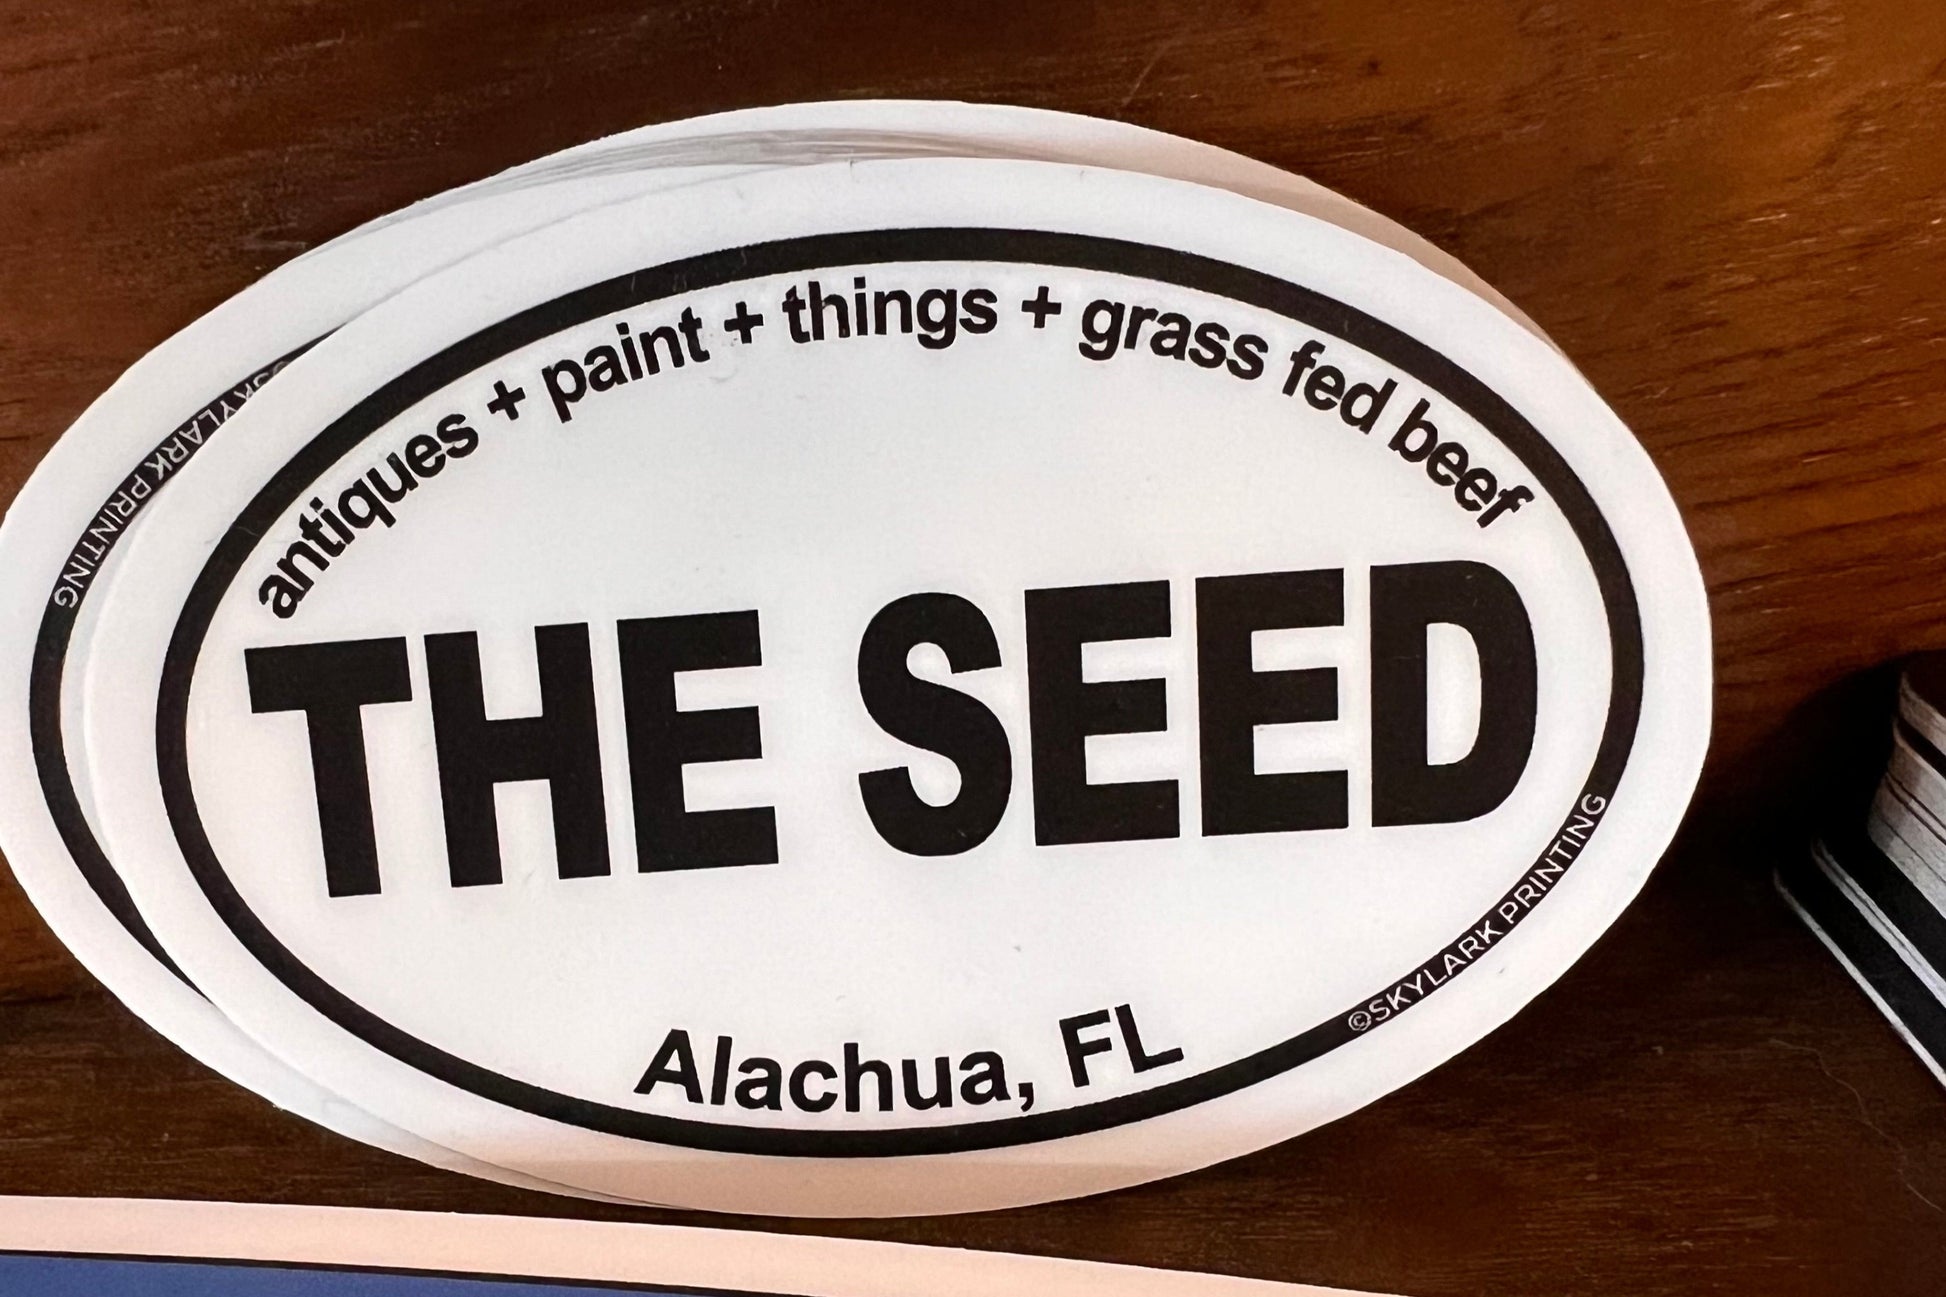 antiques + paint + things + grass fed beef
THE SEED
Alachua, FL
©SKYLARK PRINTING
SKYLARK PRINTING